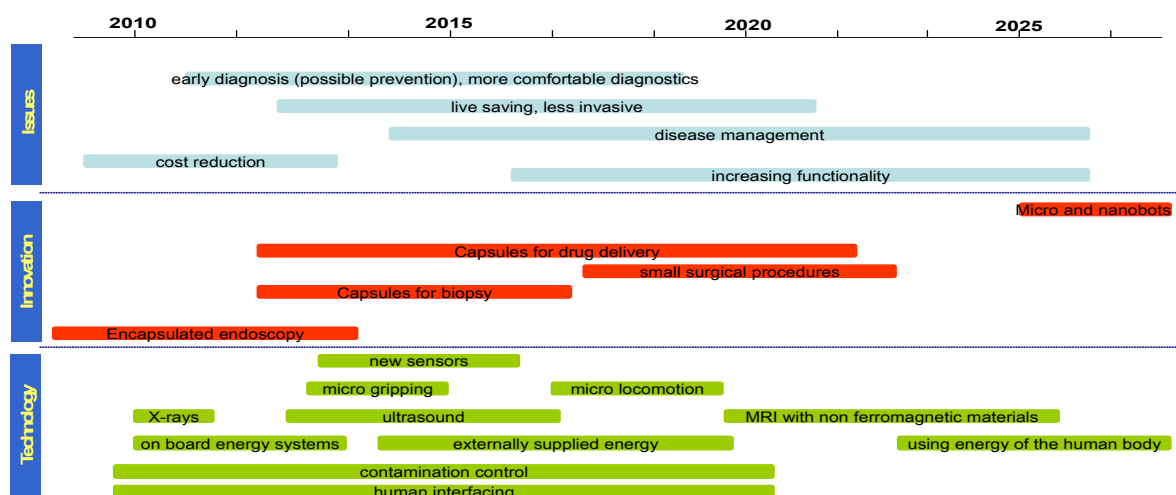 2010 2015 2020 2025
Issues
early diagnosis (possible prevention), more comfortable diagnostics
live saving, less invasive
disease management
cost reduction
increasing functionality
Innovation
Micro and nanobots
Capsules for drug delivery
small surgical procedures
Capsules for biopsy
Encapsulated endoscopy
Technology
new sensors
micro gripping micro locomotion
X-rays ultrasound MRI with non ferromagnetic materials
on board energy systems externally supplied energy using energy of the human body
contamination control
human interfacing